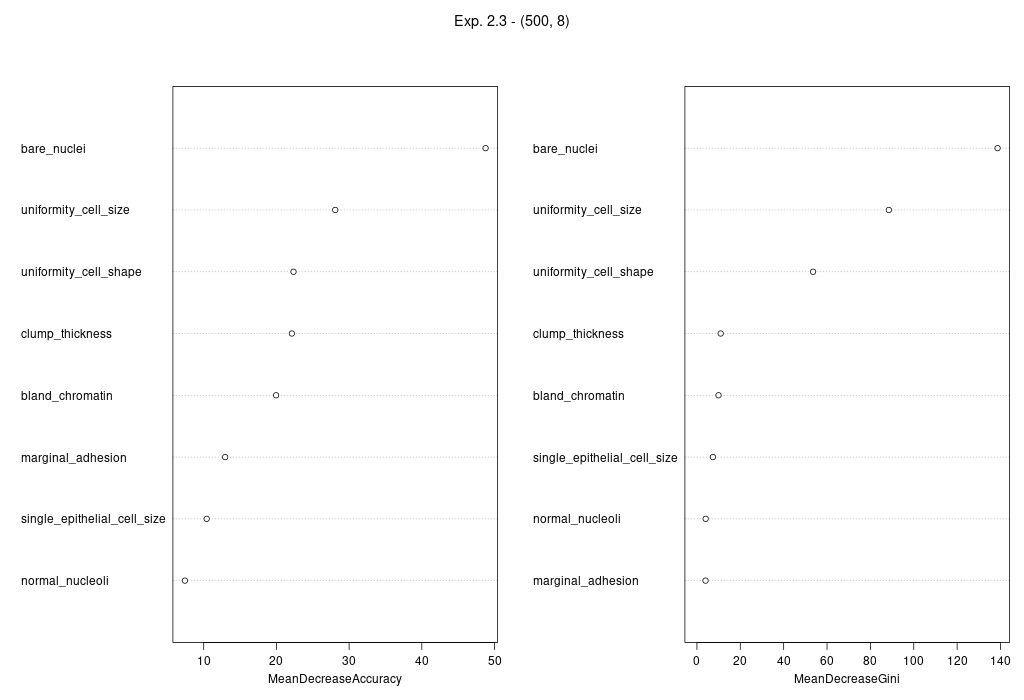 Exp. 2.3 - (500, 8)
bare_nuclei
uniformity_cell_size
uniformity_cell_shape
clump_thickness
bland_chromatin
marginal_adhesion
single_epithelial_cell_size
normal_nucleoli
10 20 30 40 50
MeanDecreaseAccuracy
bare_nuclei
uniformity_cell_size
uniformity_cell_shape
clump_thickness
bland_chromatin
single_epithelial_cell_size
normal_nucleoli
marginal_adhesion
0 20 40 60 80 100 120 140
MeanDecreaseGini